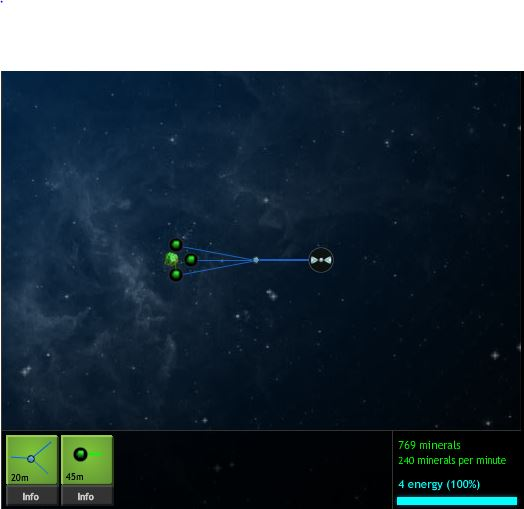 20m
45m
Info
Info
769 minerals
240 minerals per minute
4 energy (100%)